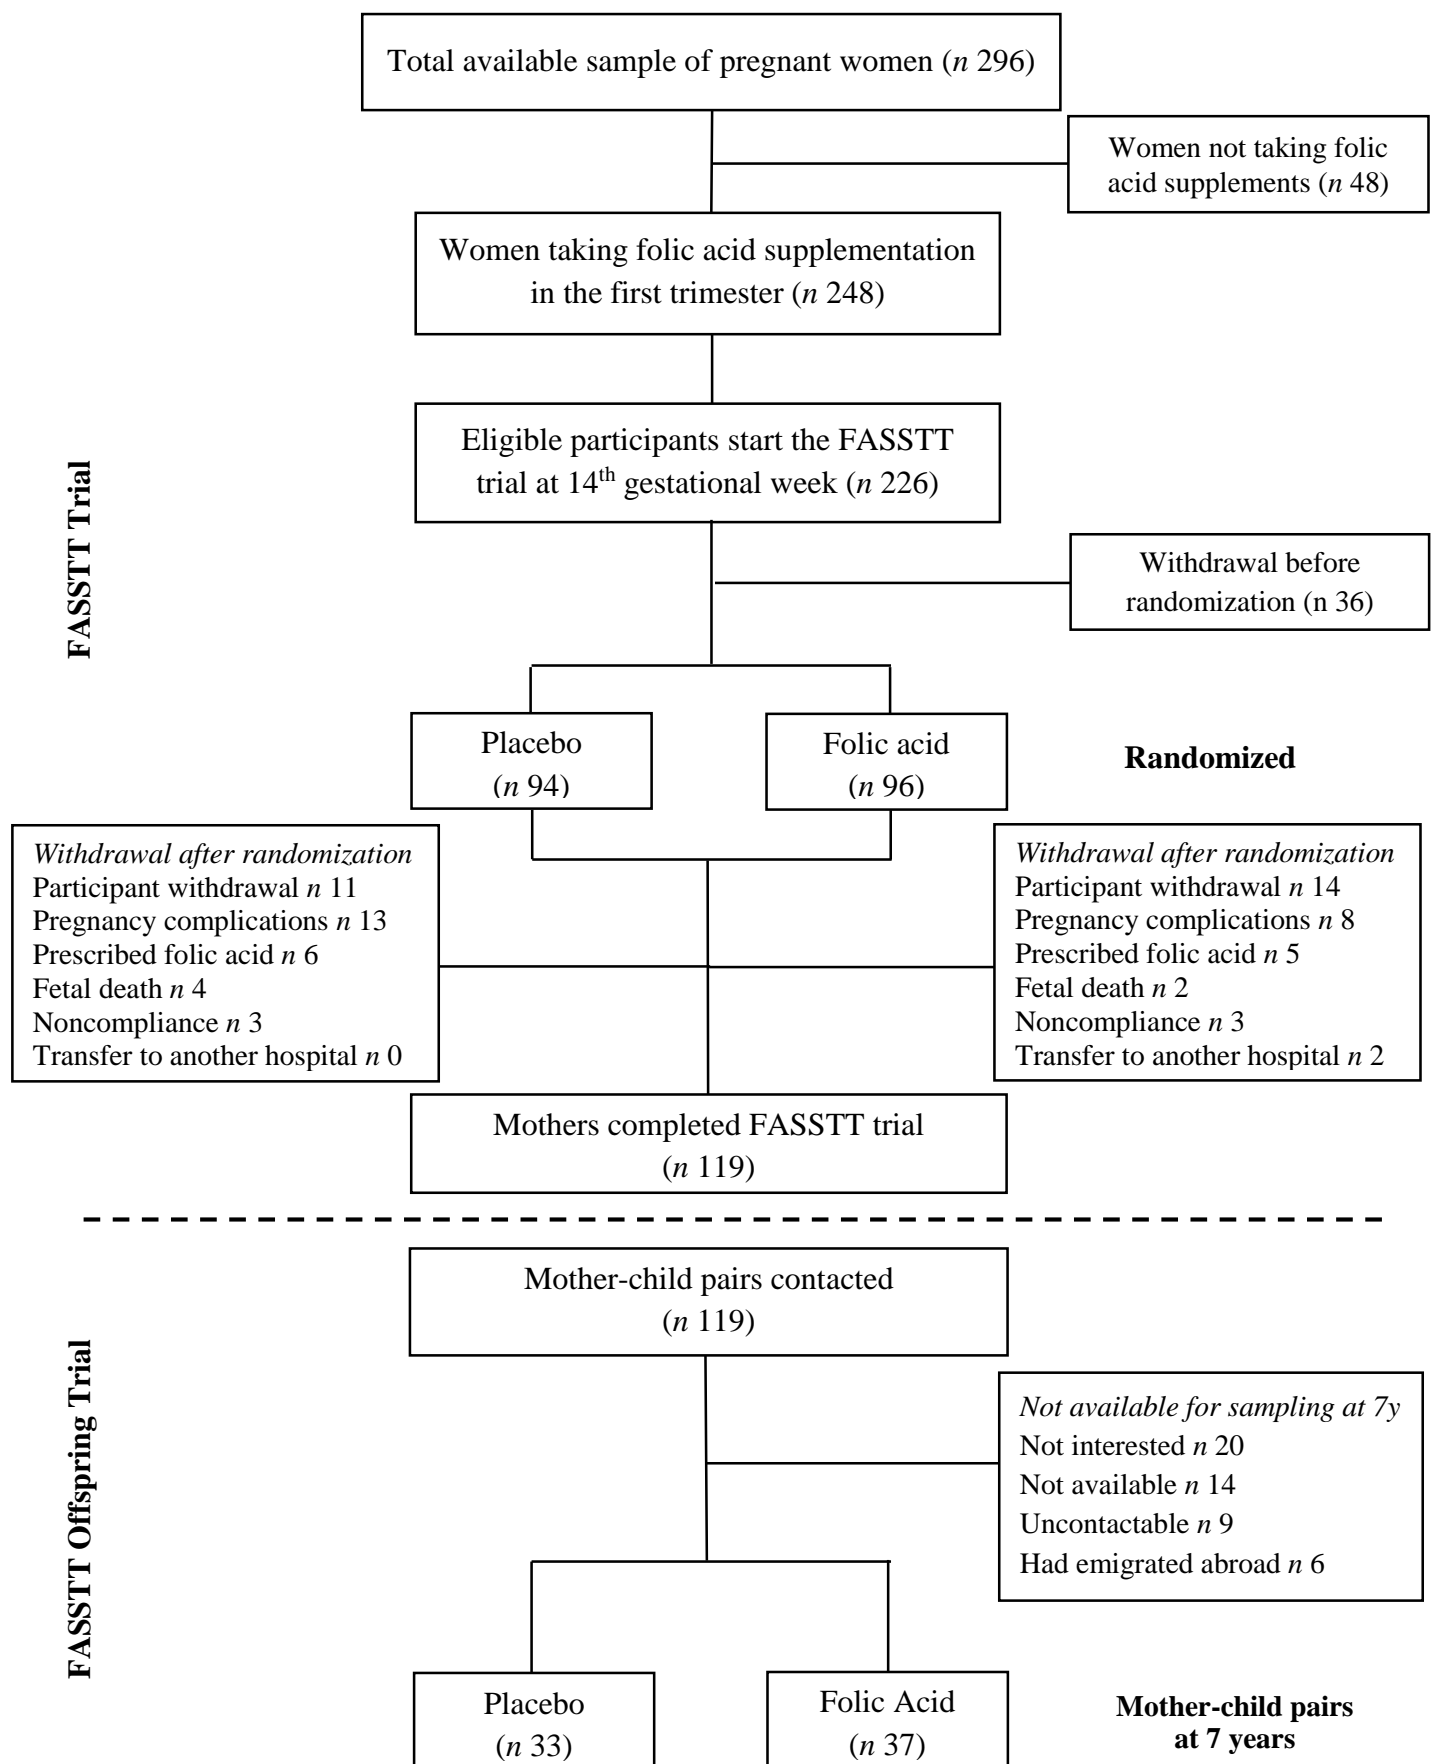 Total available sample of pregnant women (n 296)
Women not taking folic
acid supplements (n 48)
Women taking folic acid supplementation
in the first trimester (n 248)
Eligible participants start the FASSTT
trial at 14th gestational week (n 226)
FASSTT Trial
Withdrawal before
randomization (n 36)
Placebo
(n 94)
Folic acid
(n 96)
Randomized
Withdrawal after randomization
Participant withdrawal n 11
Pregnancy complications n 13
Prescribed folic acid n 6
Fetal death n 4
Noncompliance n 3
Transfer to another hospital n 0
Withdrawal after randomization
Participant withdrawal n 14
Pregnancy complications n 8
Prescribed folic acid n 5
Fetal death n 2
Noncompliance n 3
Transfer to another hospital n 2
Mothers completed FASSTT trial
(n 119)
Mother-child pairs contacted
(n 119)
FASSTT Offspring Trial
Not available for sampling at 7y
Not interested n 20
Not available n 14
Uncontactable n 9
Had emigrated abroad n 6
Placebo
(n 33)
Folic Acid
(n 37)
Mother-child pairs
at 7 years